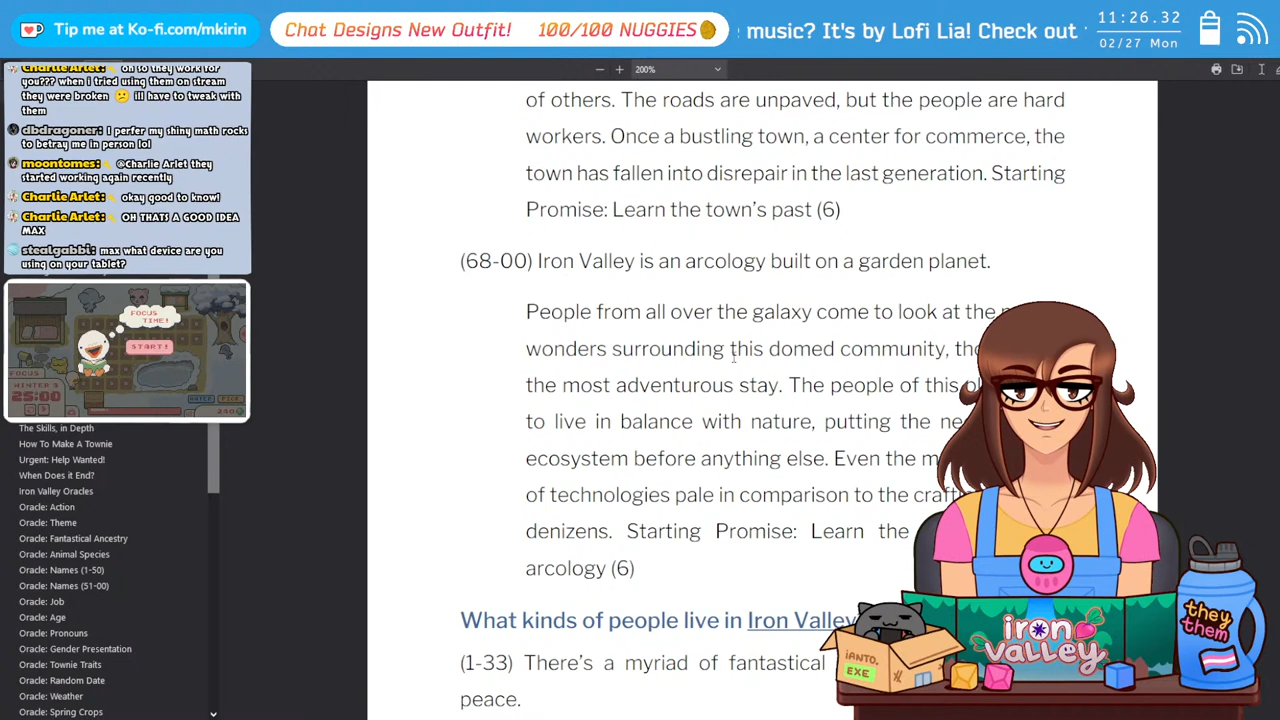 Tip me at Ko-fi.com/mkirin
Chat Designs New Outfit! 100/100 NUGGIES
music? It's by Lofi Lia! Check out
11:26.32
02/27 Mon
Charlie Arlet: oh so they work for
you??? when i tried using them on stream
they were broken ill have to tweak with
them
dbdragoner: I perfer my shiny math rocks
to betray me in person lol
moontomes: @Charlie Arlet they
started working again recently
Charlie Arlet: okay good to know!
Charlie Arlet: OH THATS A GOOD IDEA
MAX
stealgabbi: max what device are you
using on your tablet?
FOCUS
TIME!
START!
FOCUS
WINTER
25:00
240
The Skills, in Depth
How To Make A Townie
Urgent: Help Wanted!
When Does it End?
Iron Valley Oracles
Oracle: Action
Oracle: Theme
Oracle: Fantastical Ancestry
Oracle: Animal Species
Oracle: Names (1-50)
Oracle: Names (51-00)
Oracle: Job
Oracle: Age
Oracle: Pronouns
Oracle: Gender Presentation
Oracle: Townie Traits
Oracle: Random Date
Oracle: Weather
Oracle: Spring Crops
200%
of others. The roads are unpaved, but the people are hard
workers. Once a bustling town, a center for commerce, the
town has fallen into disrepair in the last generation. Starting
Promise: Learn the town's past (6)
(68-00) Iron Valley is an arcology built on a garden planet.
People from all over the galaxy come to look at the
wonders surrounding this domed community,
the most adventurous stay. The people of this
to live in balance with nature, putting the
ecosystem before anything else. Even the
of technologies pale in comparison to the
denizens. Starting Promise: Learn the
arcology (6)
What kinds of people live in Iron Valley
(1-33) There's a myriad of fantastical
peace.
iANTO.
EXE
iron
valley
they
them